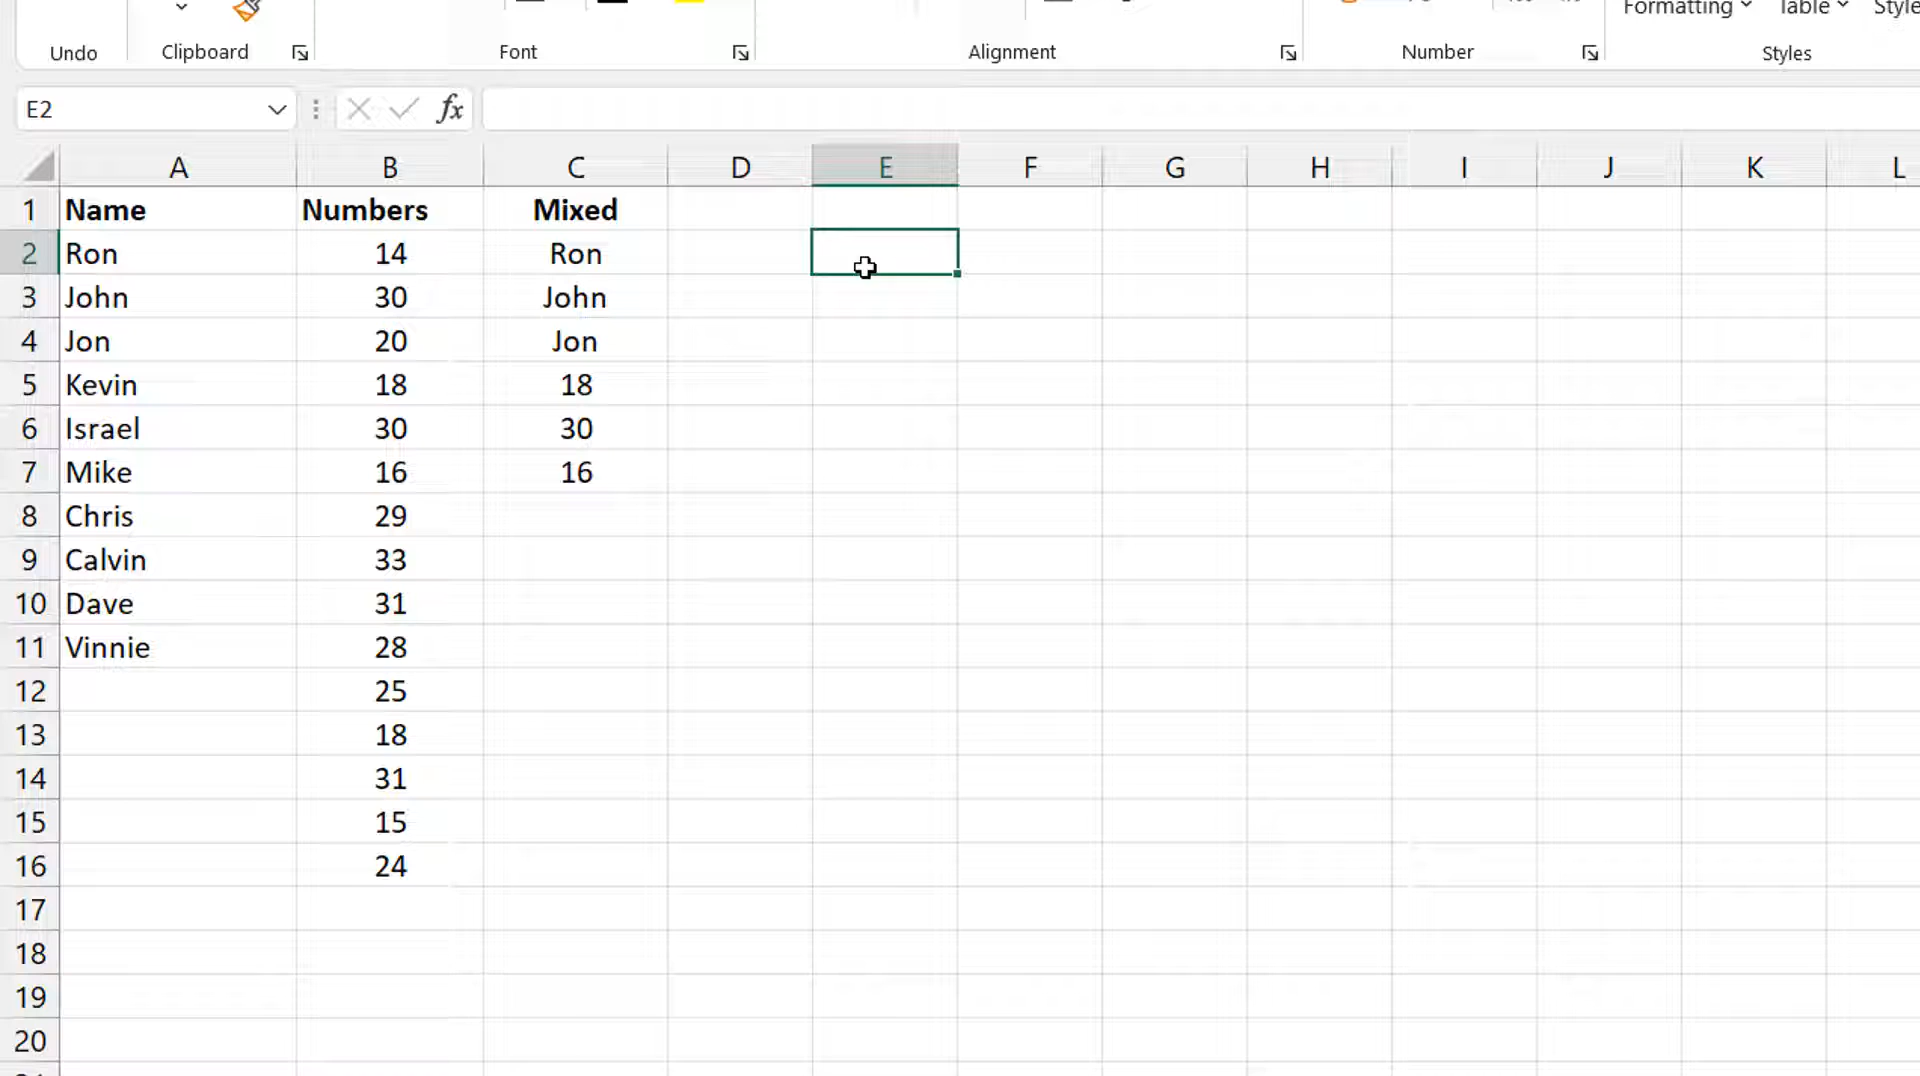 Formatting Table Style
Undo Clipboard Font Alignment Number Styles
E2 fx
A B C D E F G H I J K L
1 Name Numbers Mixed
2 Ron 14 Ron
3 John 30 John
4 Jon 20 Jon
5 Kevin 18 18
6 Israel 30 30
7 Mike 16 16
8 Chris 29
9 Calvin 33
10 Dave 31
11 Vinnie 28
12 25
13 18
14 31
15 15
16 24
17
18
19
20